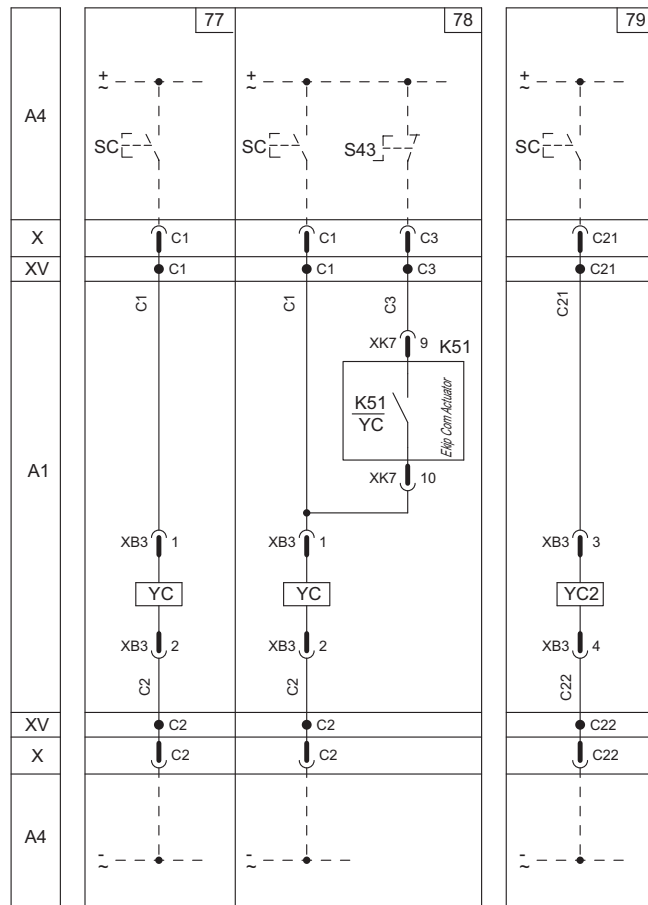 77
78
79
A4
+
~
+
~
+
~
SC
SC
S43
SC
X
C1
C1
C3
C21
XV
C1
C1
C3
C21
C1
C1
C3
C21
XK7 9 K51
K51
YC
Ekip Com Actuator
A1
XK7 10
XB3 1
XB3 1
XB3 3
YC
YC
YC2
XB3 2
XB3 2
XB3 4
C2
C2
C22
XV
C2
C2
C22
X
C2
C2
C22
A4
-
~
-
~
-
~